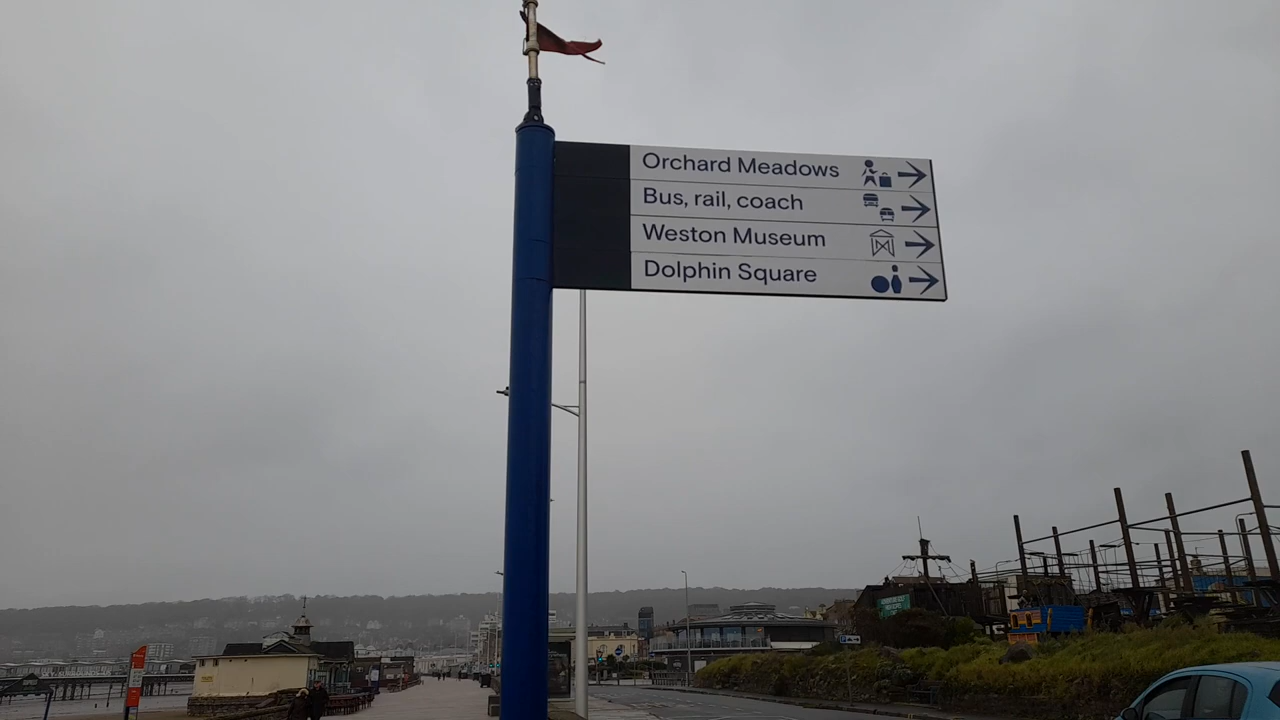 Orchard Meadows
Bus, rail, coach
Weston Museum
Dolphin Square